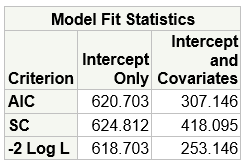 Model Fit Statistics
Criterion Intercept Only Intercept and Covariates
AIC 620.703 307.146
SC 624.812 418.095
-2 Log L 618.703 253.146